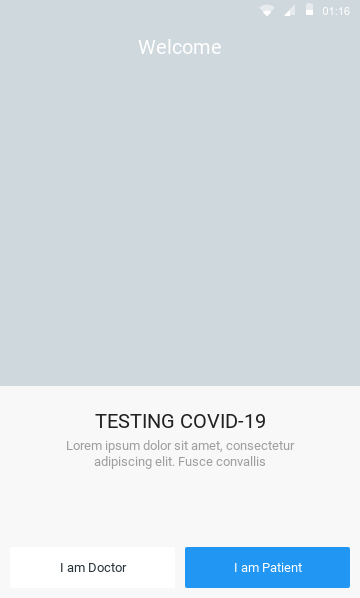 01:16
Welcome
TESTING COVID-19
Lorem ipsum dolor sit amet, consectetur
adipiscing elit. Fusce convallis
I am Doctor
I am Patient